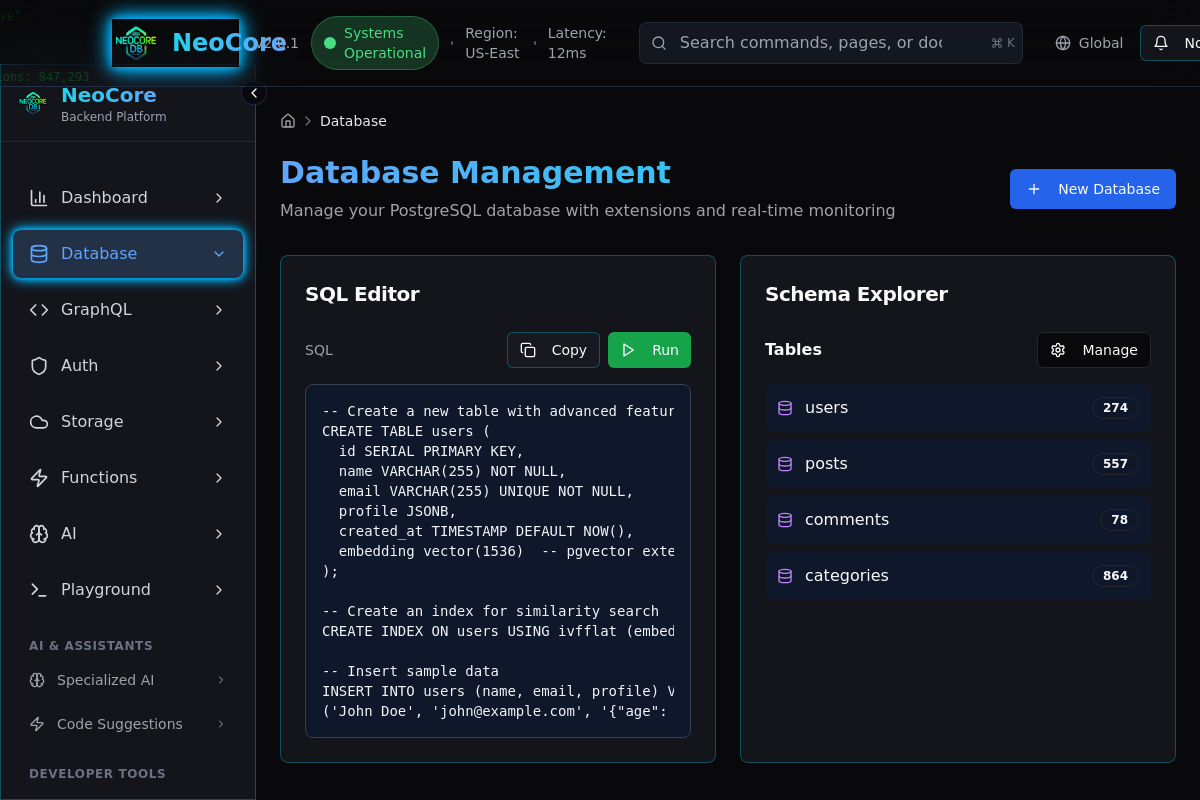 ve"
ions: 847,293
NEOCORE
DB
NeoCore
Systems
Operational
Region:
US-East
Latency:
12ms
Search commands, pages, or doc
⌘ K
Global
No
NEOCORE
DB
NeoCore
Backend Platform
Dashboard
Database
GraphQL
Auth
Storage
Functions
AI
Playground
AI & ASSISTANTS
Specialized AI
Code Suggestions
DEVELOPER TOOLS
Database
Database Management
Manage your PostgreSQL database with extensions and real-time monitoring
New Database
SQL Editor
SQL
Copy
Run
-- Create a new table with advanced featur
CREATE TABLE users (
  id SERIAL PRIMARY KEY,
  name VARCHAR(255) NOT NULL,
  email VARCHAR(255) UNIQUE NOT NULL,
  profile JSONB,
  created_at TIMESTAMP DEFAULT NOW(),
  embedding vector(1536)  -- pgvector exte
);
-- Create an index for similarity search
CREATE INDEX ON users USING ivfflat (embed
-- Insert sample data
INSERT INTO users (name, email, profile) V
('John Doe', 'john@example.com', '{"age":
Schema Explorer
Tables
Manage
users
274
posts
557
comments
78
categories
864